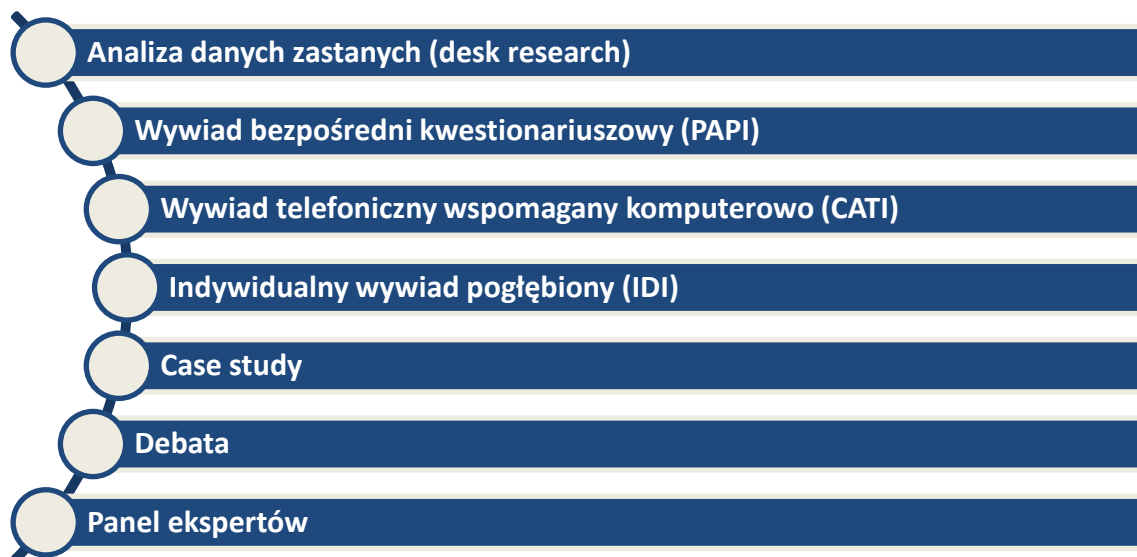 Analiza danych zastanych (desk research)
Wywiad bezpośredni kwestionariuszowy (PAPI)
Wywiad telefoniczny wspomagany komputerowo (CATI)
Indywidualny wywiad pogłębiony (IDI)
Case study
Debata
Panel ekspertów